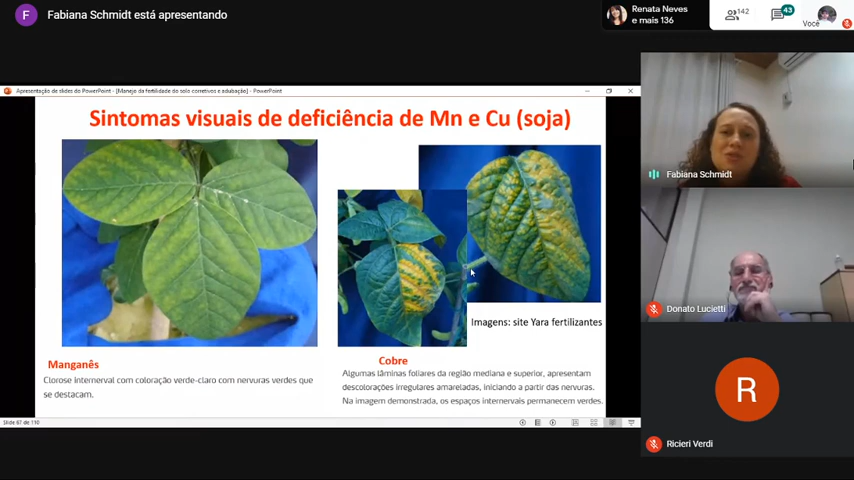 F Fabiana Schmidt está apresentando
Renata Neves
e mais 136
142
43
Você
Apresentação de slides do PowerPoint - [Manejo da fertilidade do solo corretivos e adubação] - PowerPoint
Sintomas visuais de deficiência de Mn e Cu (soja)
Imagens: site Yara fertilizantes
Manganês
Clorose internerval com coloração verde-claro com nervuras verdes que
se destacam.
Cobre
Algumas lâminas foliares da região mediana e superior, apresentam
descolorações irregulares amareladas, iniciando a partir das nervuras.
Na imagem demonstrada, os espaços internervais permanecem verdes.
Slide 67 de 110
Fabiana Schmidt
Donato Lucietti
R
Ricieri Verdi